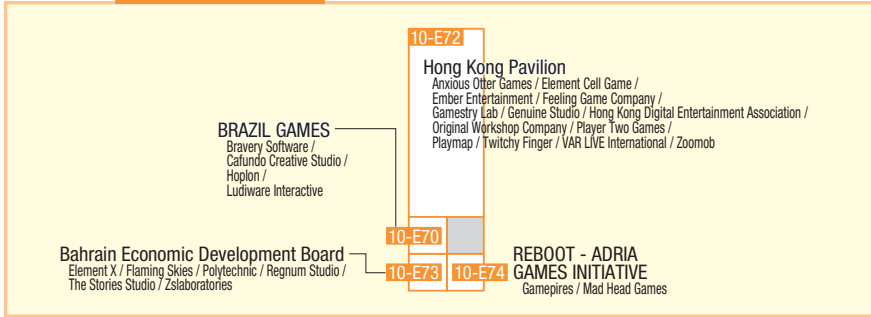 10-E72
Hong Kong Pavilion
Anxious Otter Games / Element Cell Game /
Ember Entertainment / Feeling Game Company /
Gamestry Lab / Genuine Studio / Hong Kong Digital Entertainment Association /
Original Workshop Company / Player Two Games /
Playmap / Twitchy Finger / VAR LIVE International / Zoomob
BRAZIL GAMES
Bravery Software /
Cafundo Creative Studio /
Hoplon /
Ludiware Interactive
10-E70
Bahrain Economic Development Board
Element X / Flaming Skies / Polytechnic / Regnum Studio /
The Stories Studio / Zslaboratories
10-E73
10-E74
REBOOT - ADRIA
GAMES INITIATIVE
Gamepires / Mad Head Games